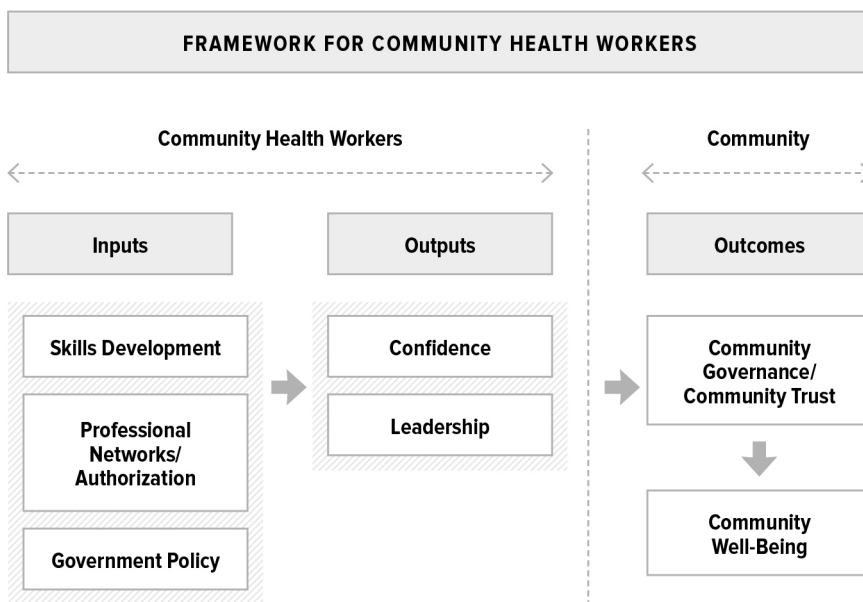 FRAMEWORK FOR COMMUNITY HEALTH WORKERS
Community Health Workers
Community
Inputs
Outputs
Outcomes
Skills Development
Professional
Networks/
Authorization
Government Policy
Confidence
Leadership
Community
Governance/
Community Trust
Community
Well-Being